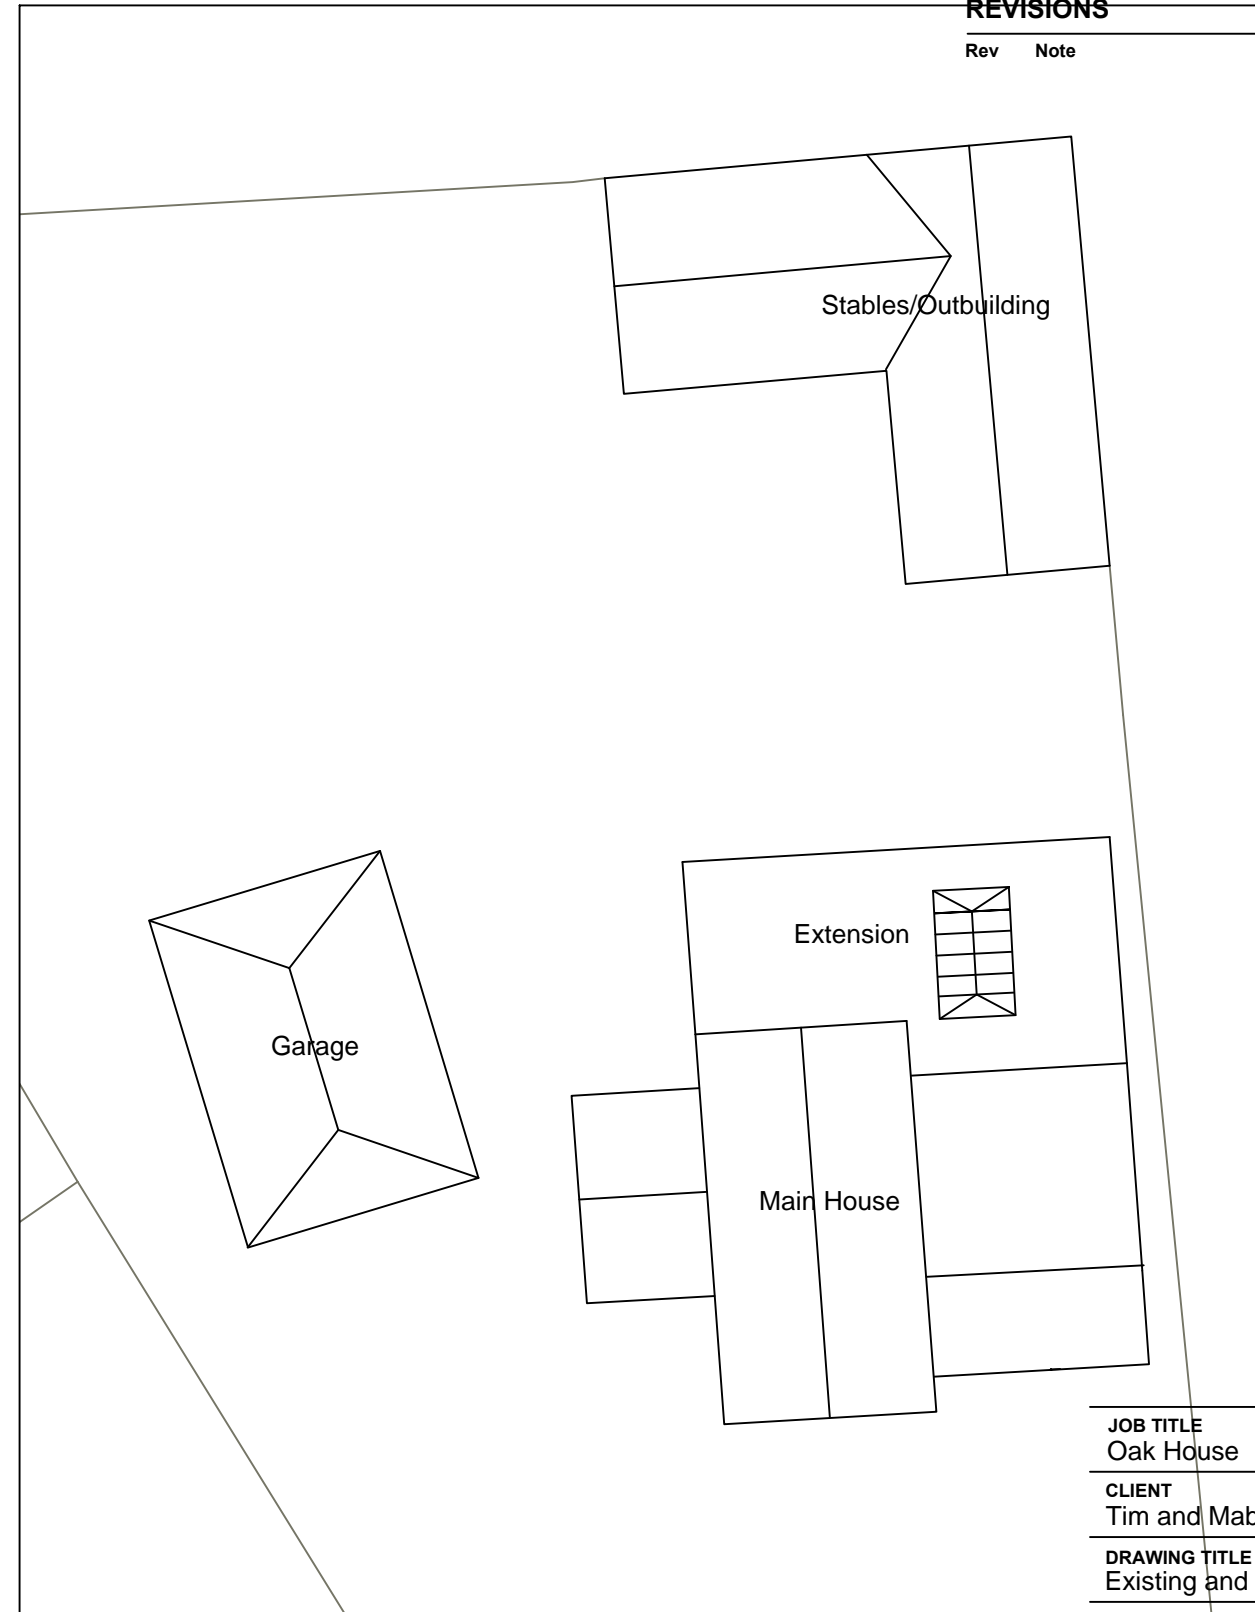 REVISIONS
Rev Note
Stables/Outbuilding
Extension
Garage
Main House
JOB TITLE
Oak House
CLIENT
Tim and Mab
DRAWING TITLE
Existing and